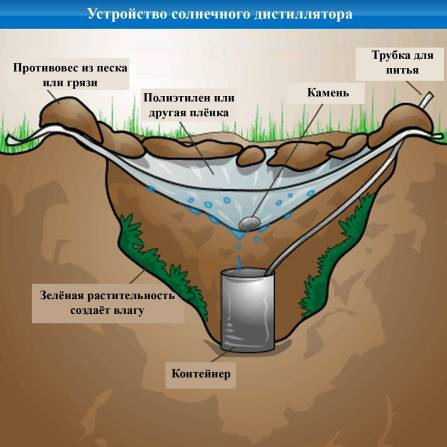 Устройство солнечного дистиллятора
Трубка для
питья
Противовес из песка
или грязи
Камень
Полиэтилен или
другая плёнка
Зелёная растительность
создаёт влагу
Контейнер